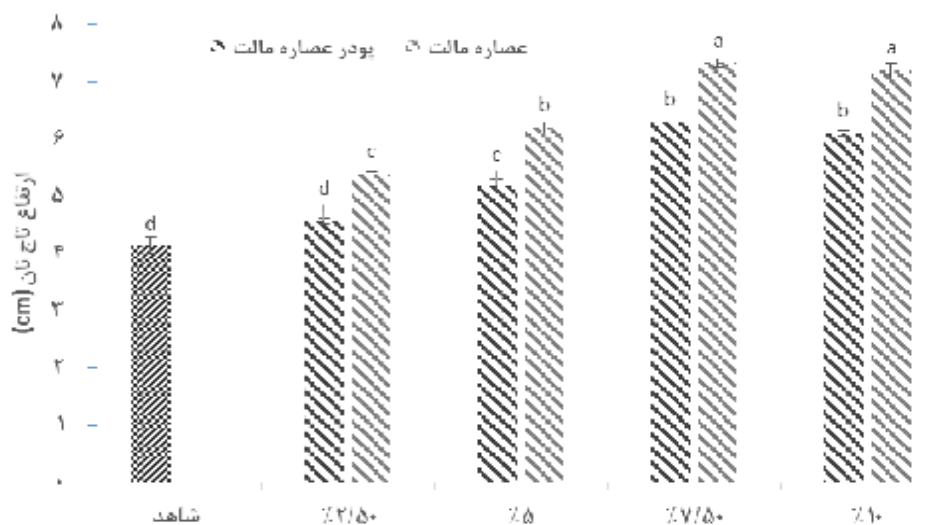 ۸
پودر عصاره مالت عصاره مالت
a
a
۷
b
b
b
۶
c
c
d
۵
d
ارتفاع تاج نان (cm)
۴
۳
۲
۱
۰
شاهد ٪۲/۵۰ ٪۵ ٪۷/۵۰ ٪۱۰